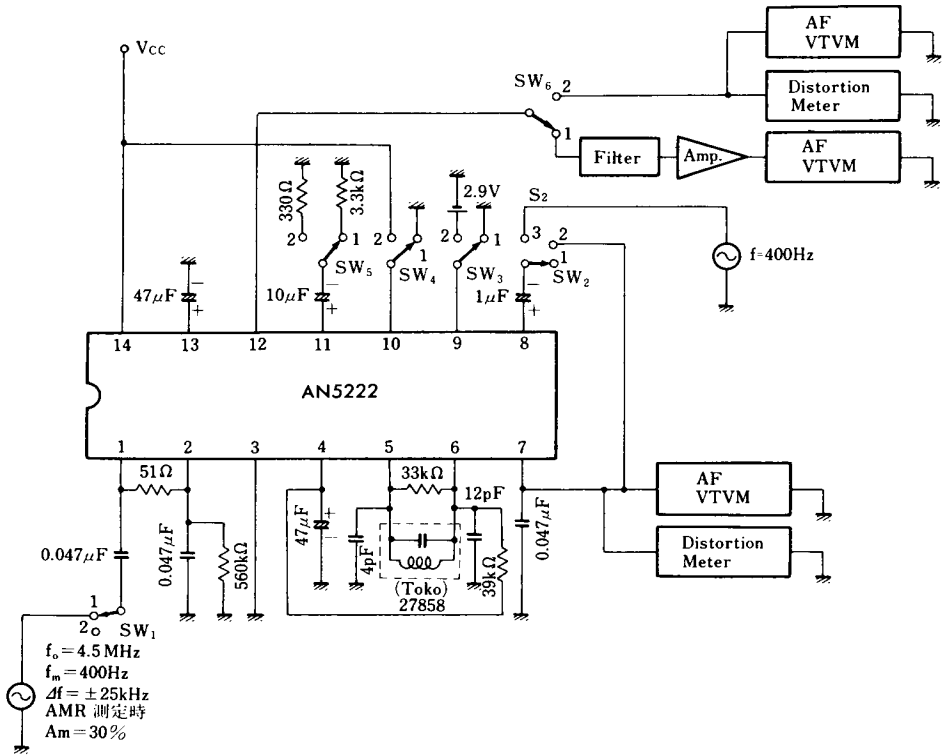 AF
VTVM
VCC
SW6 2
Distortion
Meter
1
Filter
Amp.
AF
VTVM
330Ω
3.3kΩ
2.9V
S2
2 1
SW5
2
1
SW4
2 1
SW3
3 2
1
SW2
f=400Hz
47μF
−
+
10μF
−
+
1μF
−
+
14 13 12 11 10 9 8
AN5222
1 2 3 4 5 6 7
51Ω
33kΩ
12pF
AF
VTVM
0.047μF
0.047μF
560kΩ
47μF
+
−
4pF
39kΩ
0.047μF
Distortion
Meter
(Toko)
27858
1
2
SW1
fo=4.5MHz
fm=400Hz
Δf=±25kHz
AMR 測定時
Am=30%